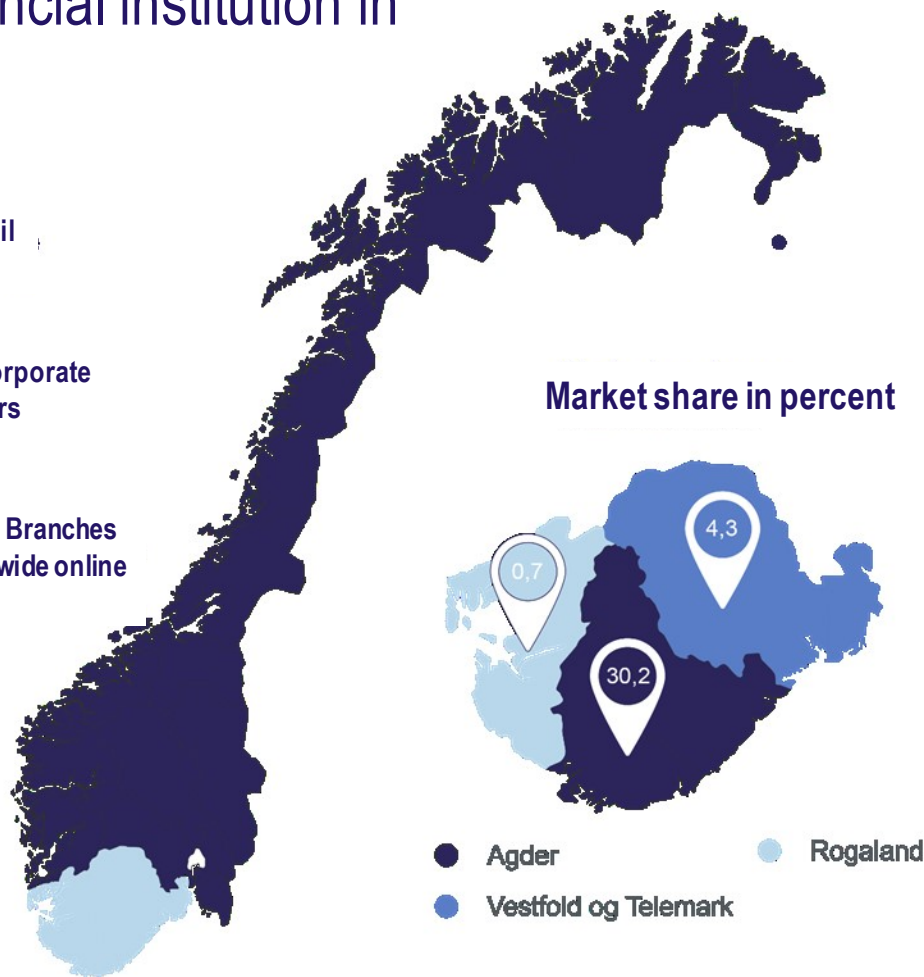 ncial institution in
il
orporate
rs
Branches
wide online
Market share in percent
4,3
0,7
30,2
Agder
Rogaland
Vestfold og Telemark